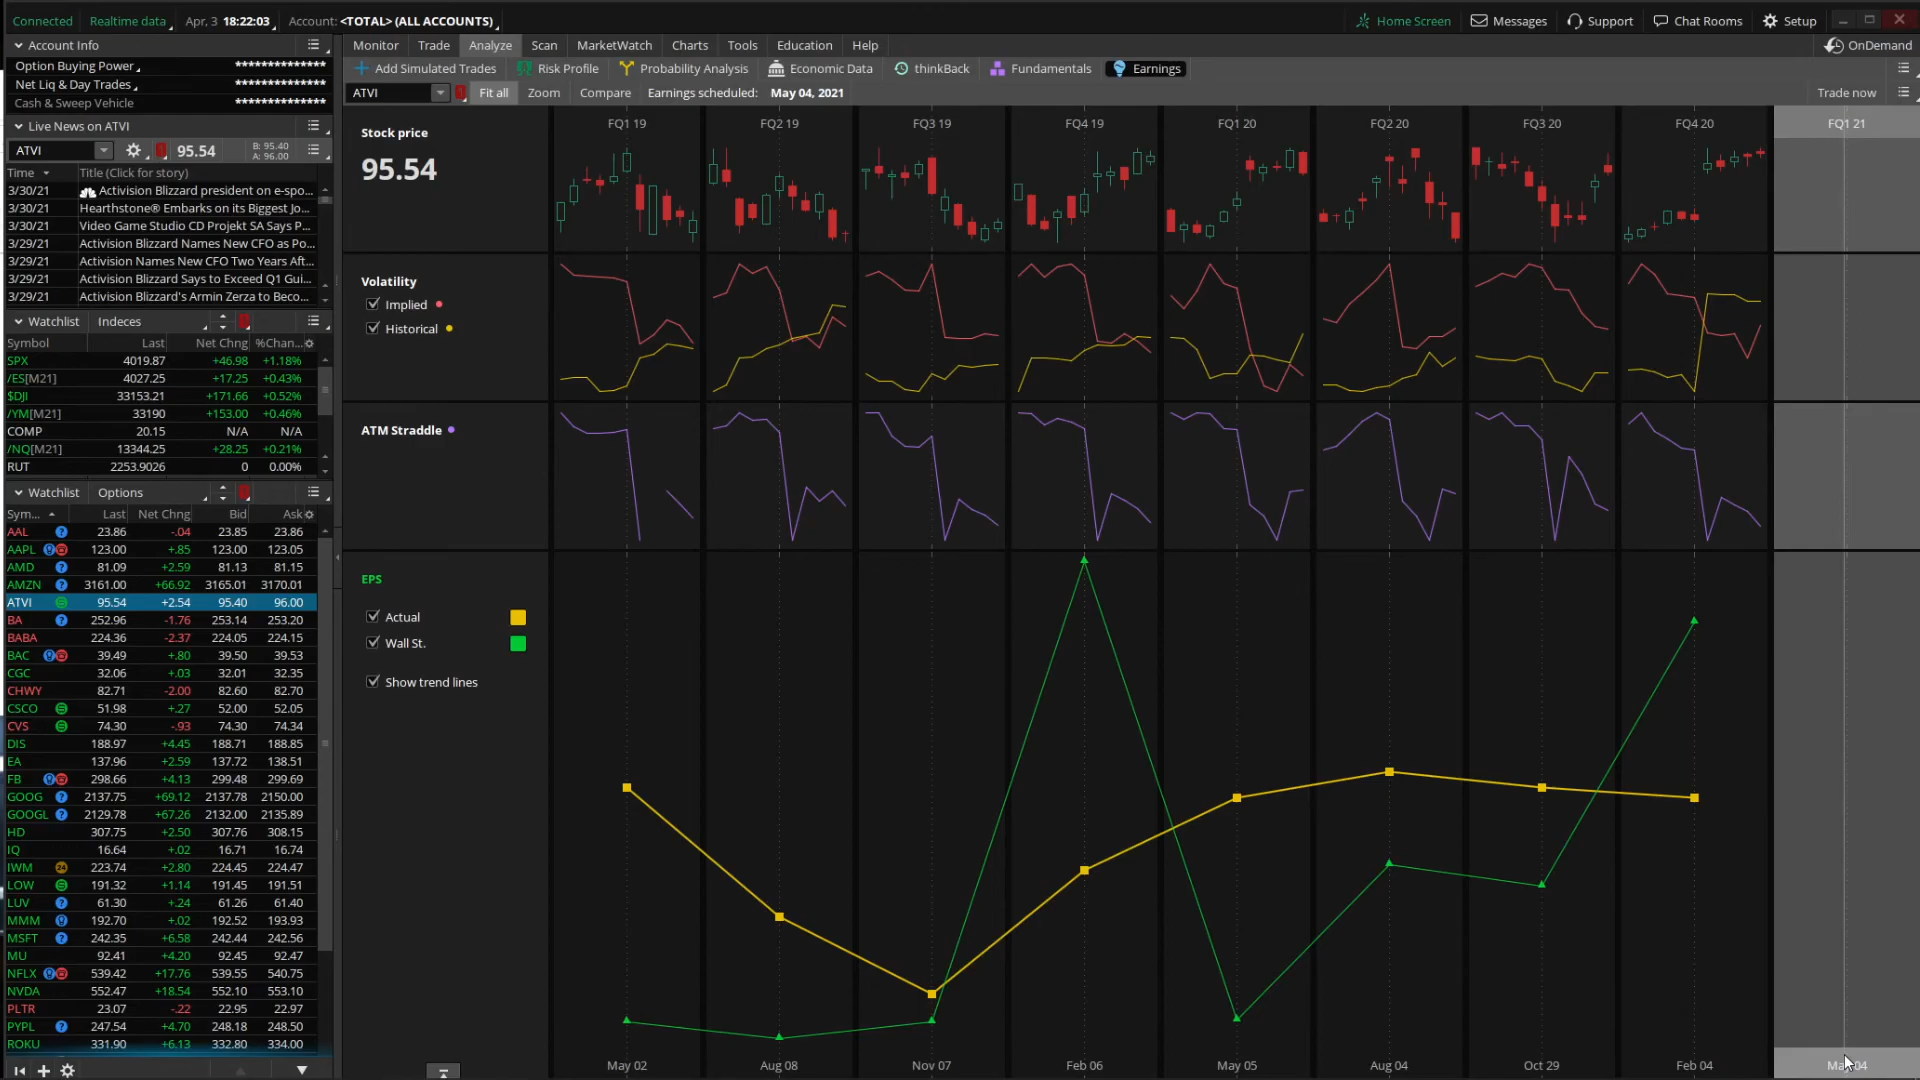 Connected Realtime data Apr, 3 18:22:03 Account: <TOTAL> (ALL ACCOUNTS) Home Screen Messages Support Chat Rooms Setup
Account Info
Option Buying Power **************
Net Liq & Day Trades **************
Cash & Sweep Vehicle **************
Live News on ATVI
ATVI 95.54 B: 95.40
A: 96.00
Time Title (Click for story)
3/30/21 Activision Blizzard president on e-spo...
3/30/21 Hearthstone® Embarks on its Biggest Jo...
3/30/21 Video Game Studio CD Projekt SA Says P...
3/29/21 Activision Blizzard Names New CFO as Po...
3/29/21 Activision Names New CFO Two Years Aft...
3/29/21 Activision Blizzard Says to Exceed Q1 Gui...
3/29/21 Activision Blizzard's Armin Zerza to Beco...
Watchlist Indeces
Symbol Last Net Chng %Chan...
SPX 4019.87 +46.98 +1.18%
/ES[M21] 4027.25 +17.25 +0.43%
$DJI 33153.21 +171.66 +0.52%
/YM[M21] 33190 +153.00 +0.46%
COMP 20.15 N/A N/A
/NQ[M21] 13344.25 +28.25 +0.21%
RUT 2253.9026 0 0.00%
Watchlist Options
Sym... Last Net Chng Bid Ask
AAL 23.86 -.04 23.85 23.86
AAPL 123.00 +.85 123.00 123.05
AMD 81.09 +2.59 81.13 81.15
AMZN 3161.00 +66.92 3165.01 3170.01
ATVI 95.54 +2.54 95.40 96.00
BA 252.96 -1.76 253.14 253.20
BABA 224.36 -2.37 224.05 224.15
BAC 39.49 +.80 39.50 39.53
CGC 32.06 +.03 32.01 32.35
CHWY 82.71 -2.00 82.60 82.70
CSCO 51.98 +.27 52.00 52.05
CVS 74.30 -.93 74.30 74.34
DIS 188.97 +4.45 188.71 188.85
EA 137.96 +2.59 137.72 138.51
FB 298.66 +4.13 299.48 299.69
GOOG 2137.75 +69.12 2137.78 2150.00
GOOGL 2129.78 +67.26 2132.00 2135.89
HD 307.75 +2.50 307.76 308.15
IQ 16.64 +.02 16.71 16.74
IWM 223.74 +2.80 224.45 224.47
LOW 191.32 +1.14 191.45 191.51
LUV 61.30 +.24 61.26 61.40
MMM 192.70 +.02 192.52 193.93
MSFT 242.35 +6.58 242.44 242.56
MU 92.41 +4.20 92.45 92.47
NFLX 539.42 +17.76 539.55 540.75
NVDA 552.47 +18.54 552.10 553.10
PLTR 23.07 -.22 22.95 22.97
PYPL 247.54 +4.70 248.18 248.50
ROKU 331.90 +6.13 332.80 334.00
Monitor Trade Analyze Scan MarketWatch Charts Tools Education Help OnDemand
Add Simulated Trades Risk Profile Probability Analysis Economic Data thinkBack Fundamentals Earnings
ATVI Fit all Zoom Compare Earnings scheduled: May 04, 2021 Trade now
FQ1 19 FQ2 19 FQ3 19 FQ4 19 FQ1 20 FQ2 20 FQ3 20 FQ4 20 FQ1 21
Stock price
95.54
Volatility
Implied
Historical
ATM Straddle
EPS
Actual
Wall St.
Show trend lines
May 02 Aug 08 Nov 07 Feb 06 May 05 Aug 04 Oct 29 Feb 04 May 04